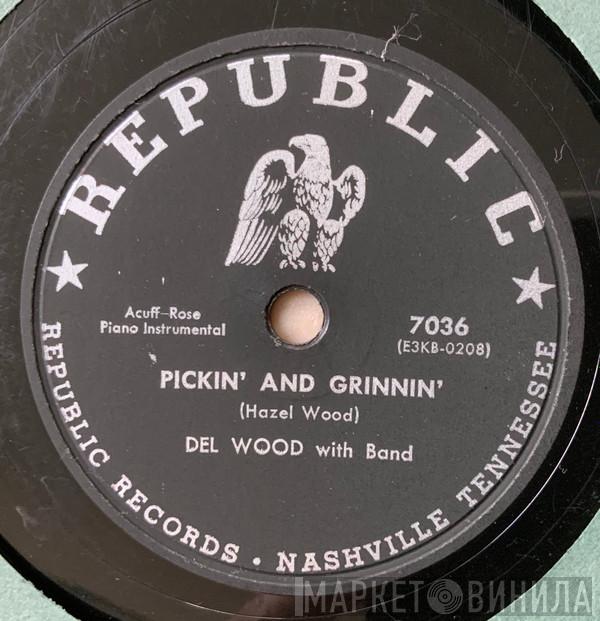 REPUBLIC
Acuff-Rose
Piano Instrumental
7036
(E3KB-0208)
PICKIN' AND GRINNIN'
(Hazel Wood)
DEL WOOD with Band
REPUBLIC RECORDS • NASHVILLE TENNESSEE
МАРКЕТ ВИНИЛА